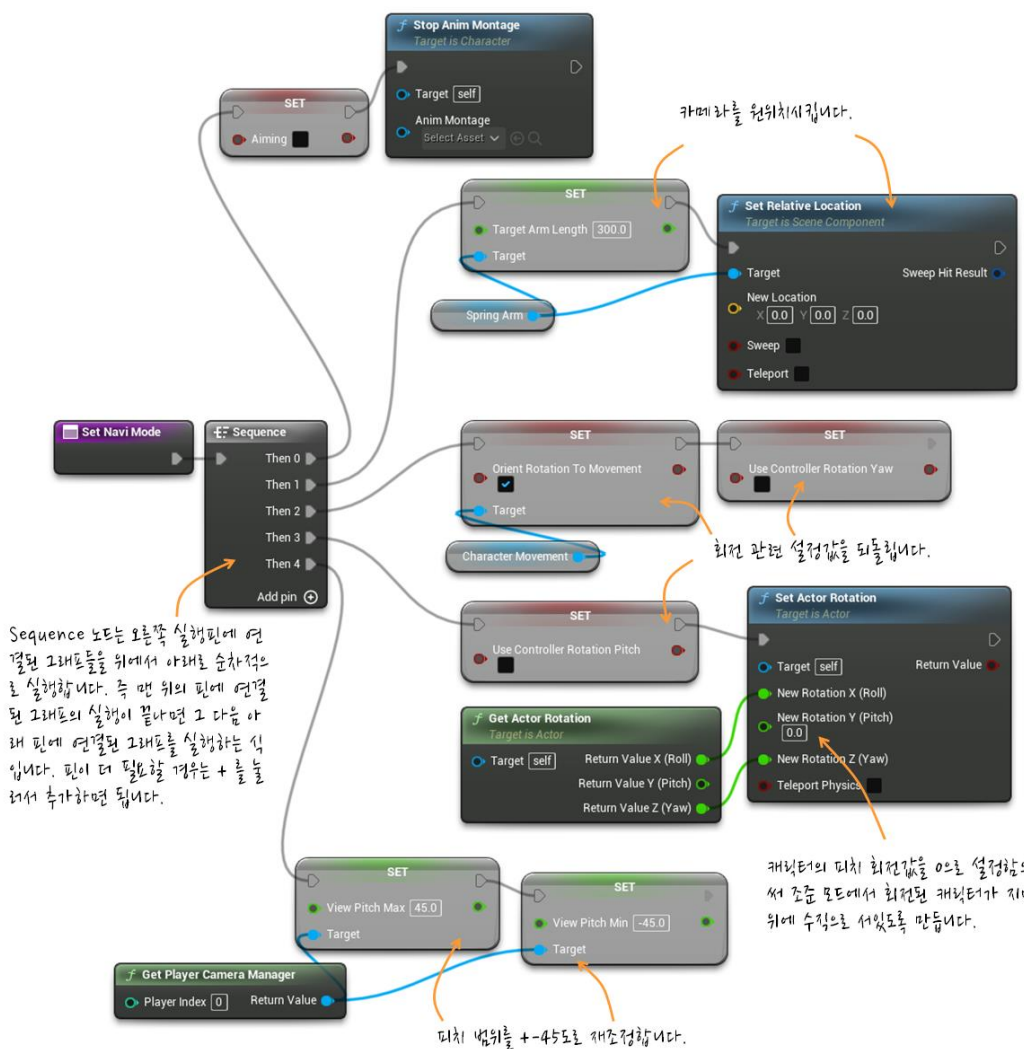 Stop Anim Montage
Target is Character
Target self
Anim Montage
Select Asset
SET
Aiming
카메라를 원위치시킵니다.
SET
Target Arm Length 300.0
Target
Spring Arm
Set Relative Location
Target is Scene Component
Target Sweep Hit Result
New Location
X 0.0 Y 0.0 Z 0.0
Sweep
Teleport
Set Navi Mode
Sequence
Then 0
Then 1
Then 2
Then 3
Then 4
Add pin
SET
Orient Rotation To Movement
Target
Character Movement
SET
Use Controller Rotation Yaw
회전 관련 설정값을 되돌립니다.
Sequence 노드는 오른쪽 실행핀에 연
결된 그래프들을 위에서 아래로 순차적으
로 실행합니다. 즉 맨 위의 핀에 연결
된 그래프의 실행이 끝나면 그 다음 아
래 핀에 연결된 그래프를 실행하는 식
입니다. 핀이 더 필요할 경우는 + 를 눌
러서 추가하면 됩니다.
SET
Use Controller Rotation Pitch
Set Actor Rotation
Target is Actor
Target self Return Value
New Rotation X (Roll)
New Rotation Y (Pitch)
0.0
New Rotation Z (Yaw)
Teleport Physics
Get Actor Rotation
Target is Actor
Target self Return Value X (Roll)
Return Value Y (Pitch)
Return Value Z (Yaw)
캐릭터의 피치 회전값을 0으로 설정함으
써 조준 모드에서 회전된 캐릭터가
위에 수직으로 서있도록 만듭니다.
SET
View Pitch Max 45.0
Target
SET
View Pitch Min -45.0
Target
Get Player Camera Manager
Player Index 0 Return Value
피치 범위를 +-45도로 재조정합니다.